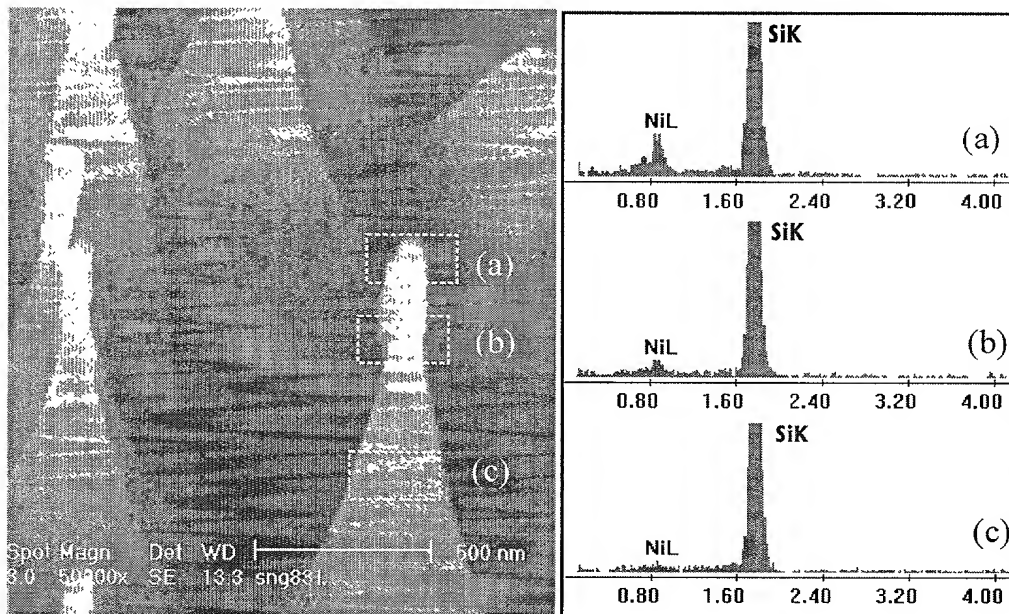 (a)
(b)
(c)
Spot Magn Det WD 500 nm
3.0 50000x SE 13.3 sng831
SiK
NiL
(a)
0.80 1.60 2.40 3.20 4.00
SiK
NiL
(b)
0.80 1.60 2.40 3.20 4.00
SiK
NiL
(c)
0.80 1.60 2.40 3.20 4.00